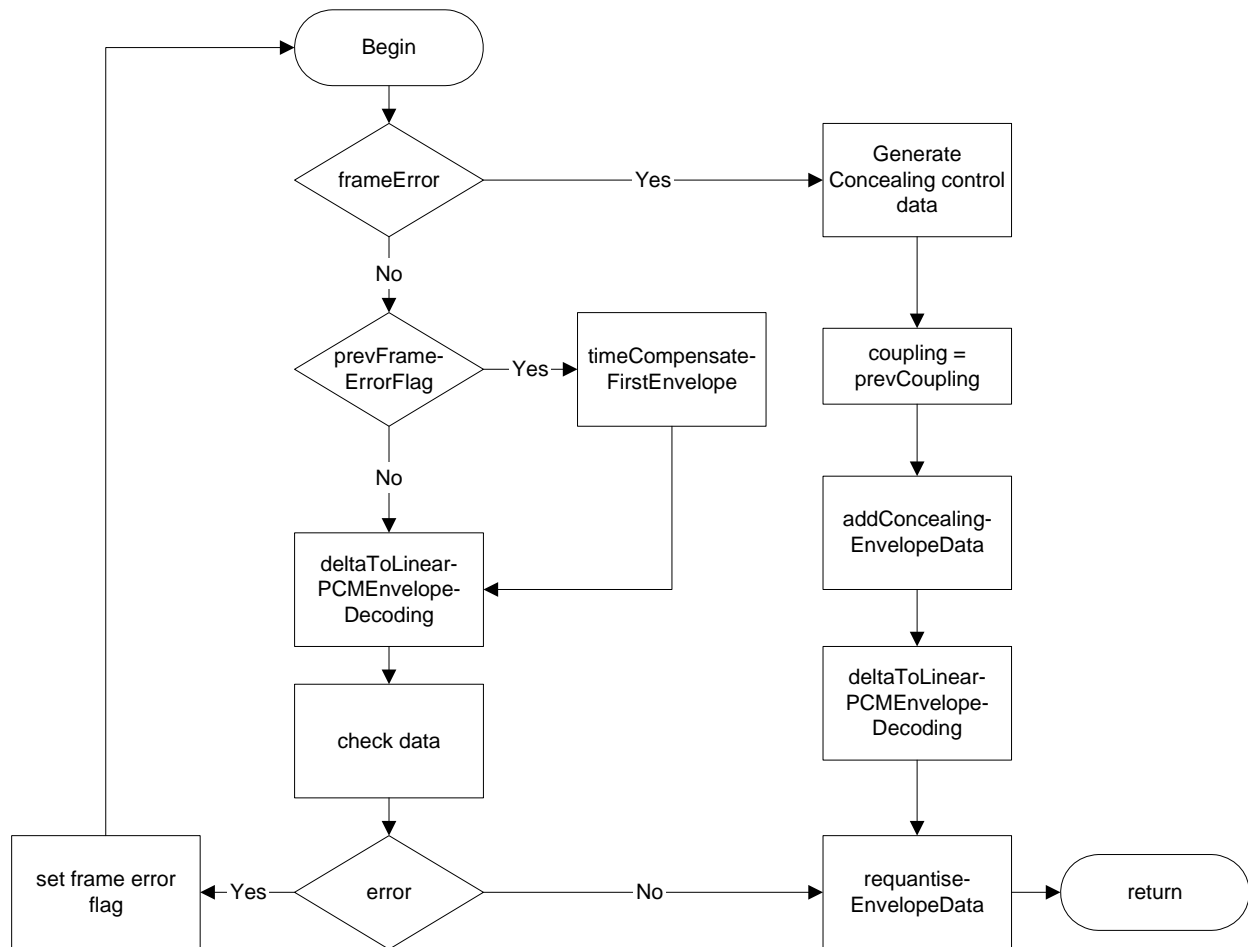 Begin
frameError
Yes
Generate
Concealing control
data
No
prevFrame-
ErrorFlag
Yes
timeCompensate-
FirstEnvelope
coupling =
prevCoupling
No
addConcealing-
EnvelopeData
deltaToLinear-
PCMEnvelope-
Decoding
deltaToLinear-
PCMEnvelope-
Decoding
check data
set frame error
flag
Yes
error
No
requantise-
EnvelopeData
return